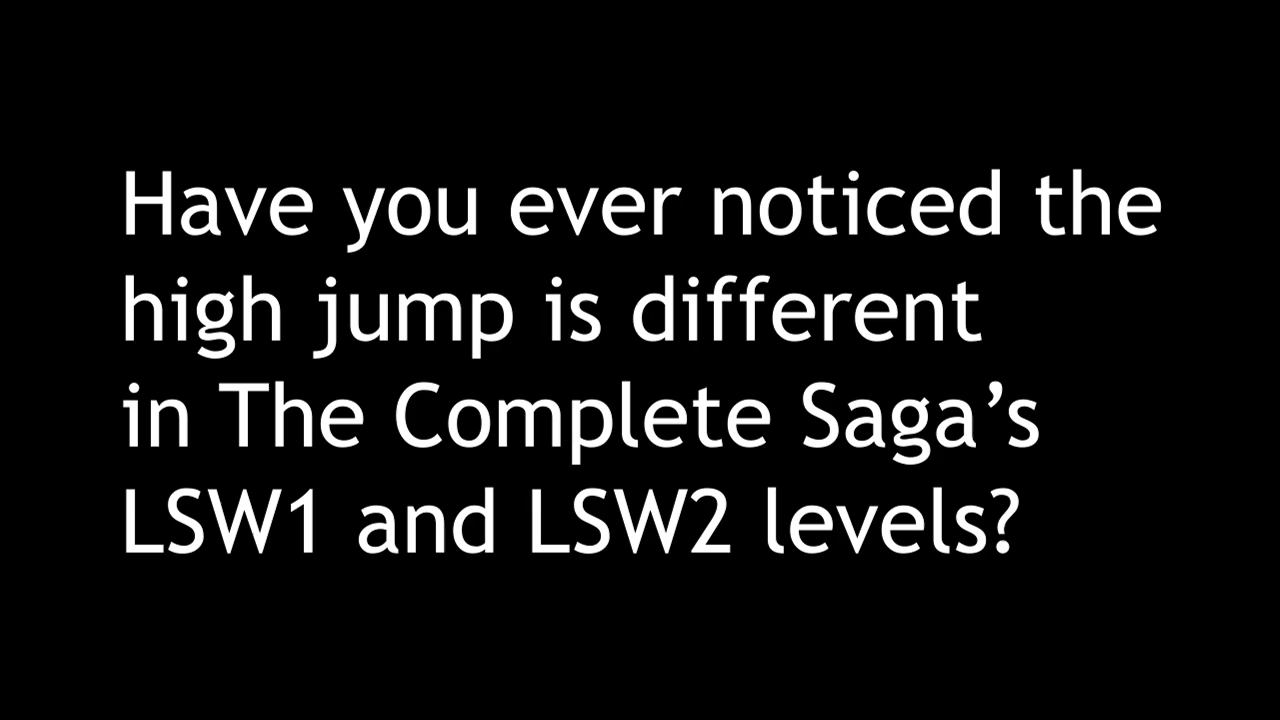 Have you ever noticed the
high jump is different
in The Complete Saga’s
LSW1 and LSW2 levels?